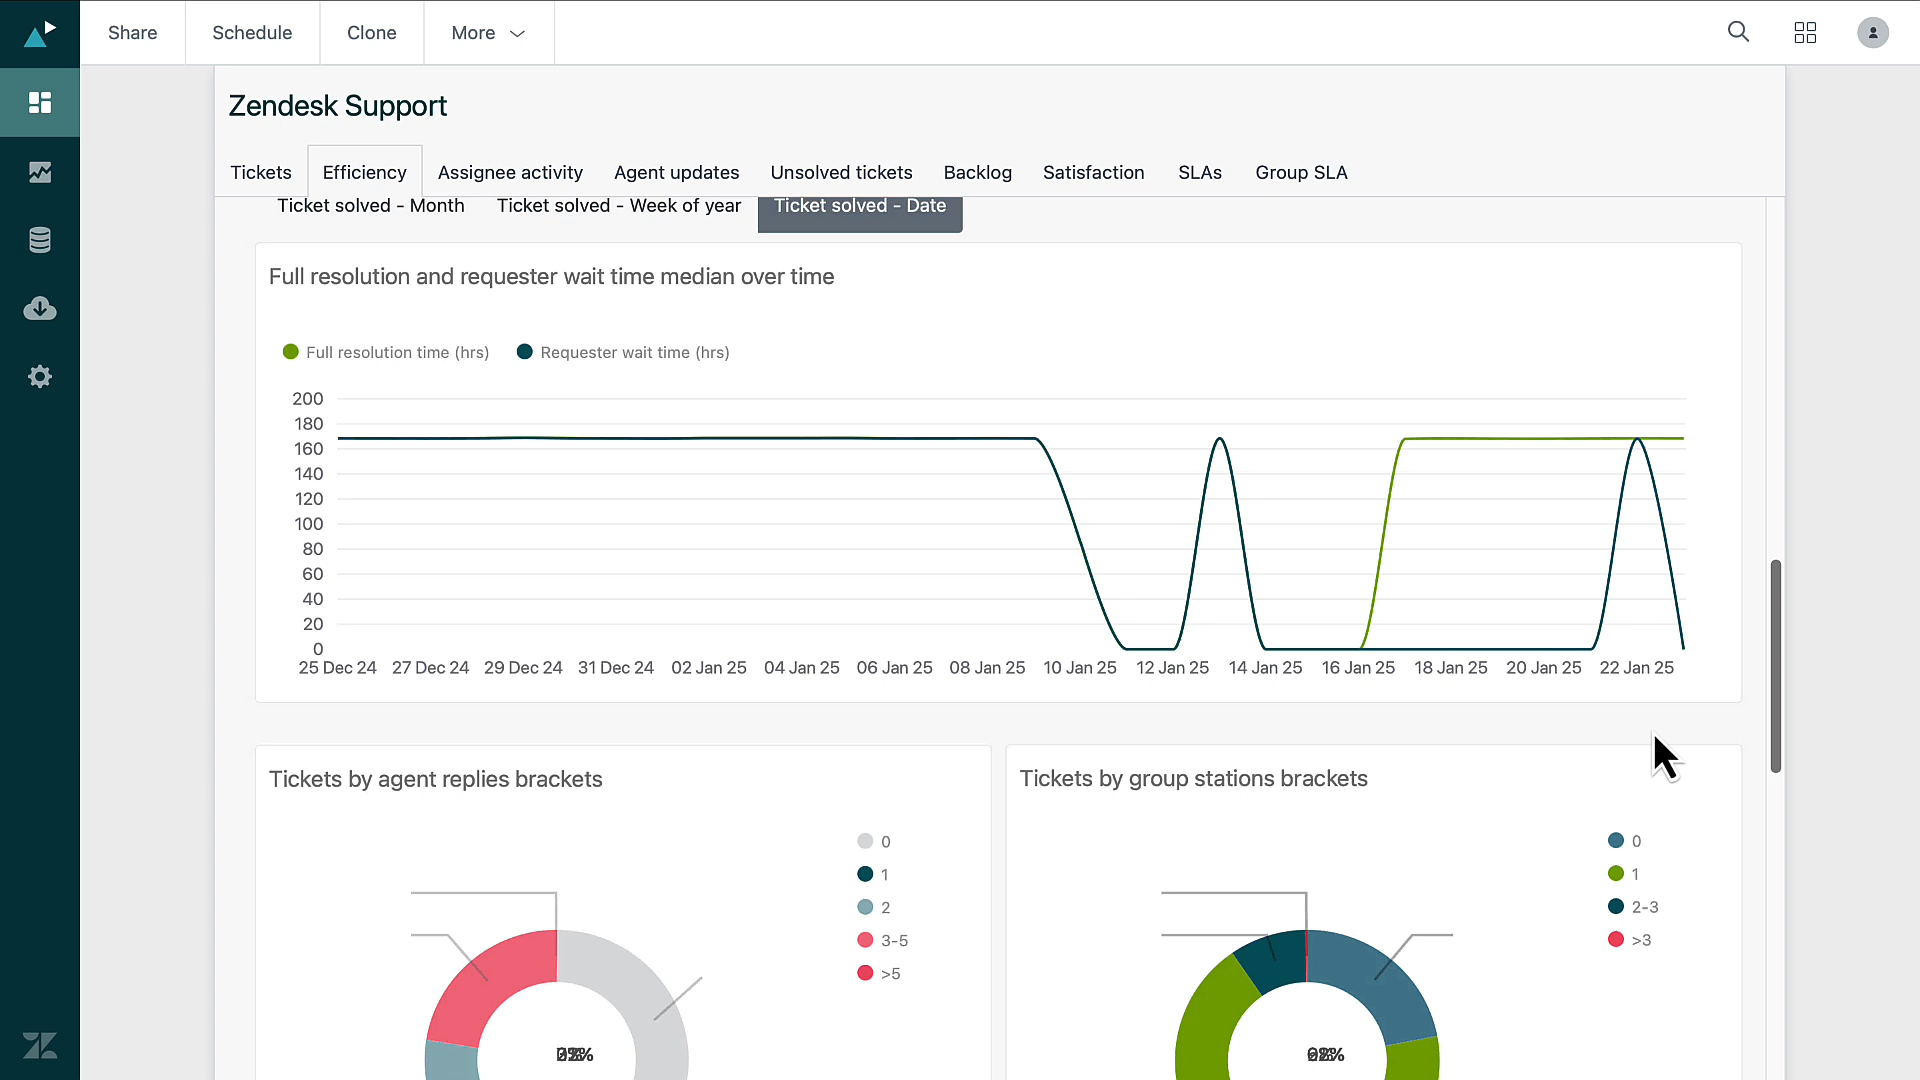 Share Schedule Clone More
Zendesk Support
Tickets Efficiency Assignee activity Agent updates Unsolved tickets Backlog Satisfaction SLAs Group SLA
Ticket solved - Month Ticket solved - Week of year Ticket solved - Date
Full resolution and requester wait time median over time
Full resolution time (hrs) Requester wait time (hrs)
200
180
160
140
120
100
80
60
40
20
0
25 Dec 24 27 Dec 24 29 Dec 24 31 Dec 24 02 Jan 25 04 Jan 25 06 Jan 25 08 Jan 25 10 Jan 25 12 Jan 25 14 Jan 25 16 Jan 25 18 Jan 25 20 Jan 25 22 Jan 25
Tickets by agent replies brackets
0
1
2
3-5
>5
Tickets by group stations brackets
0
1
2-3
>3